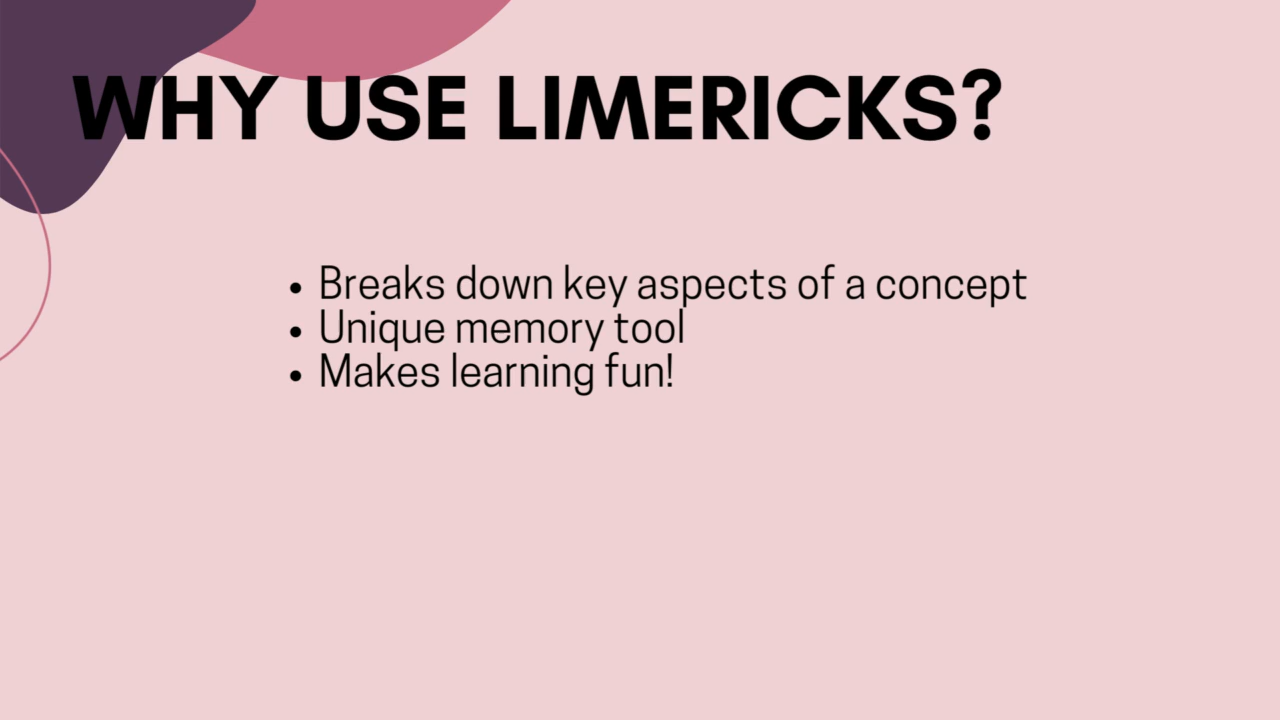 WHY USE LIMERICKS?
• Breaks down key aspects of a concept
• Unique memory tool
• Makes learning fun!